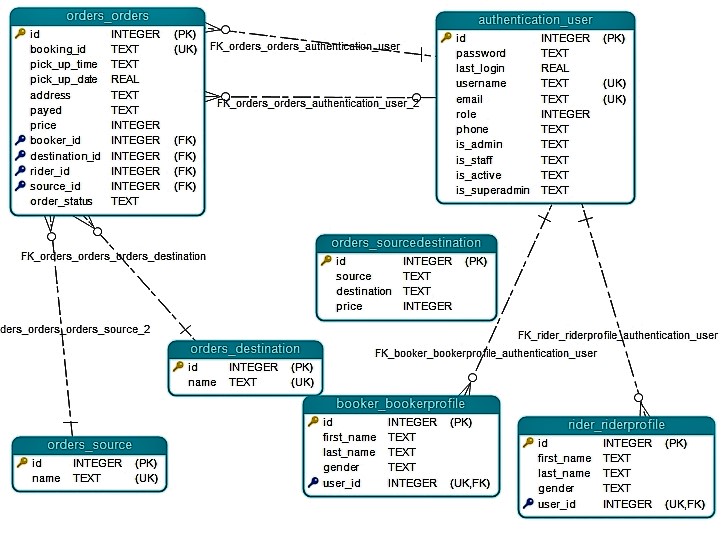 orders_orders
id INTEGER (PK)
booking_id TEXT (UK)
pick_up_time TEXT
pick_up_date REAL
address TEXT
payed TEXT
price INTEGER
booker_id INTEGER (FK)
destination_id INTEGER (FK)
rider_id INTEGER (FK)
source_id INTEGER (FK)
order_status TEXT
authentication_user
id INTEGER (PK)
password TEXT
last_login REAL
username TEXT (UK)
email TEXT (UK)
role INTEGER
phone TEXT
is_admin TEXT
is_staff TEXT
is_active TEXT
is_superadmin TEXT
FK_orders_orders_authentication_user
FK_orders_orders_authentication_user_2
orders_sourcedestination
id INTEGER (PK)
source TEXT
destination TEXT
price INTEGER
FK_orders_orders_orders_destination
ders_orders_orders_source_2
FK_rider_riderprofile_authentication_user
FK_booker_bookerprofile_authentication_user
orders_destination
id INTEGER (PK)
name TEXT (UK)
booker_bookerprofile
id INTEGER (PK)
first_name TEXT
last_name TEXT
gender TEXT
user_id INTEGER (UK,FK)
rider_riderprofile
id INTEGER (PK)
first_name TEXT
last_name TEXT
gender TEXT
user_id INTEGER (UK,FK)
orders_source
id INTEGER (PK)
name TEXT (UK)